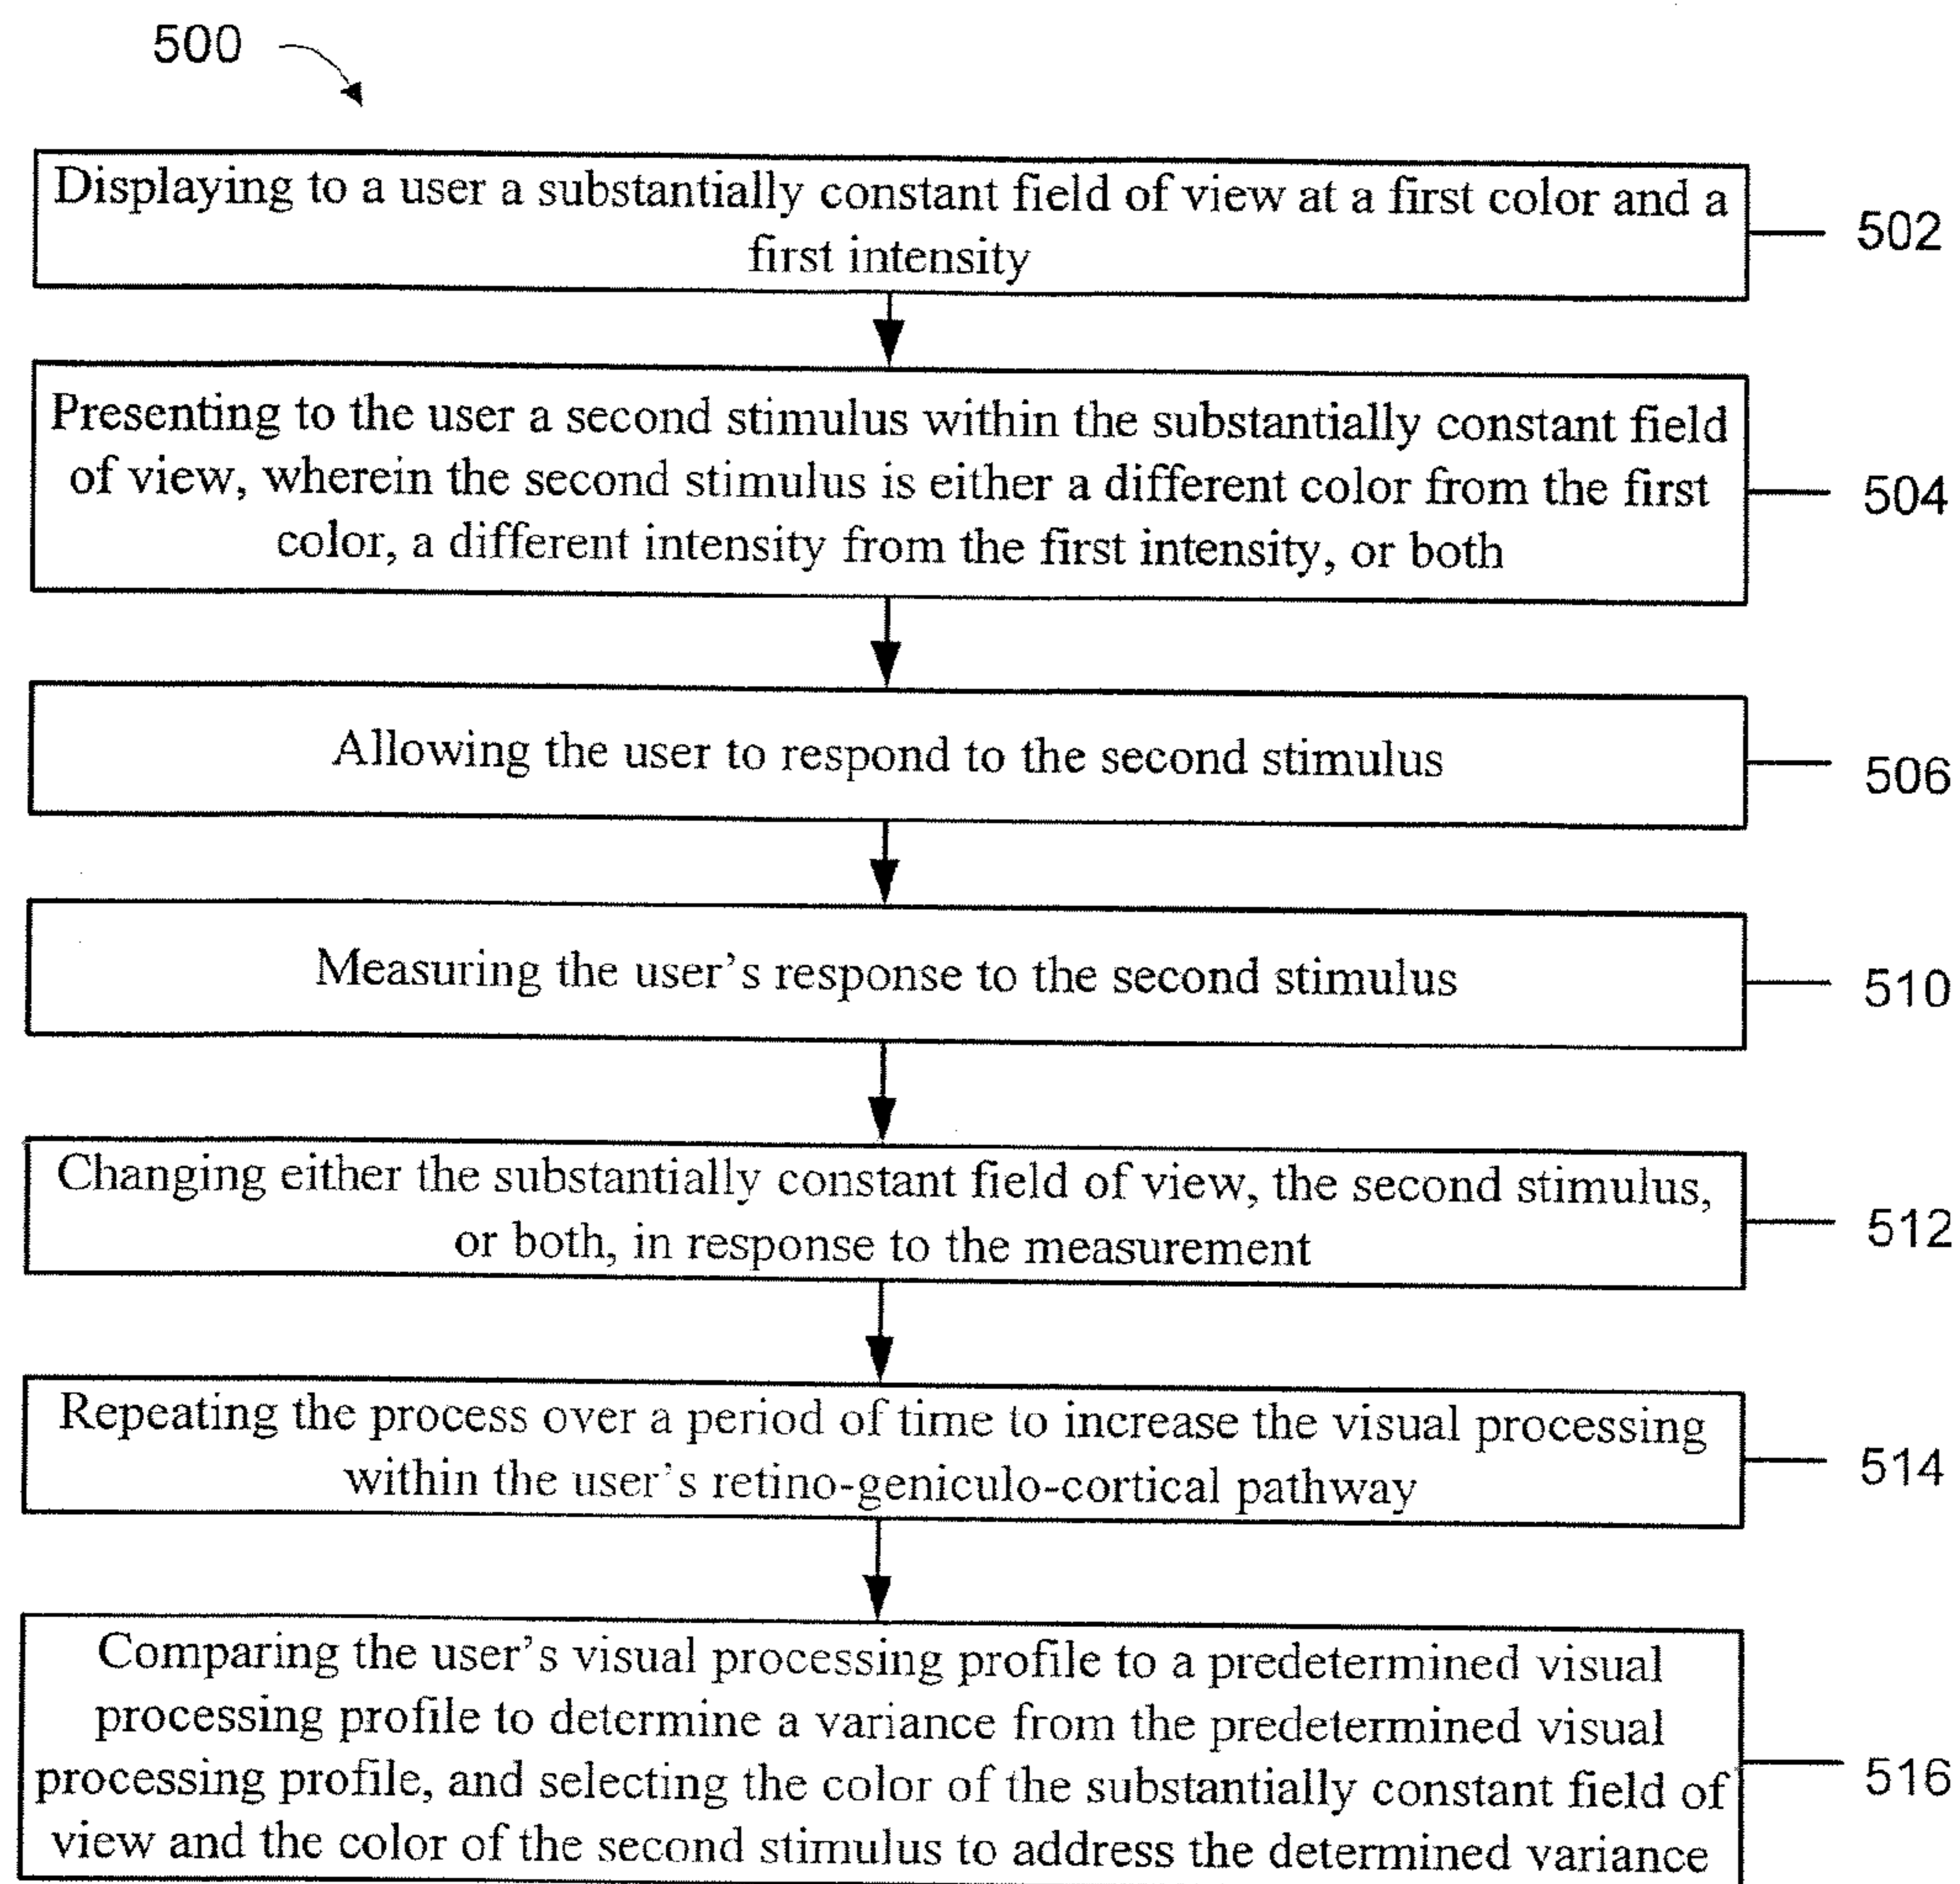 500
Displaying to a user a substantially constant field of view at a first color and a
first intensity
502
Presenting to the user a second stimulus within the substantially constant field
of view, wherein the second stimulus is either a different color from the first
color, a different intensity from the first intensity, or both
504
Allowing the user to respond to the second stimulus
506
Measuring the user's response to the second stimulus
510
Changing either the substantially constant field of view, the second stimulus,
or both, in response to the measurement
512
Repeating the process over a period of time to increase the visual processing
within the user's retino-geniculo-cortical pathway
514
Comparing the user's visual processing profile to a predetermined visual
processing profile to determine a variance from the predetermined visual
processing profile, and selecting the color of the substantially constant field of
view and the color of the second stimulus to address the determined variance
516